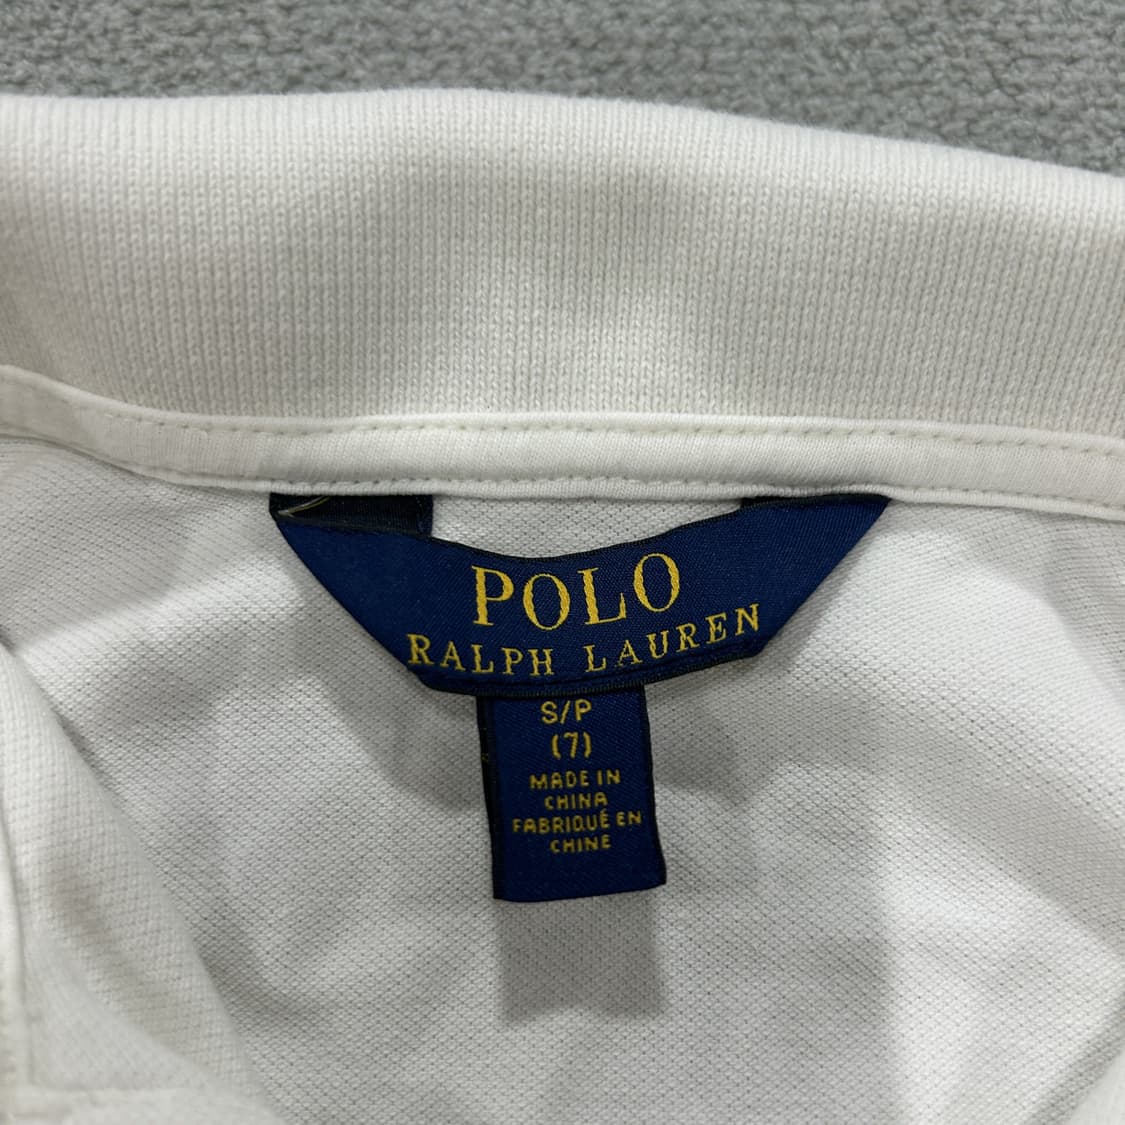 POLO
RALPH LAUREN
S/P
(7)
MADE IN
CHINA
FABRIQUÉ EN
CHINE